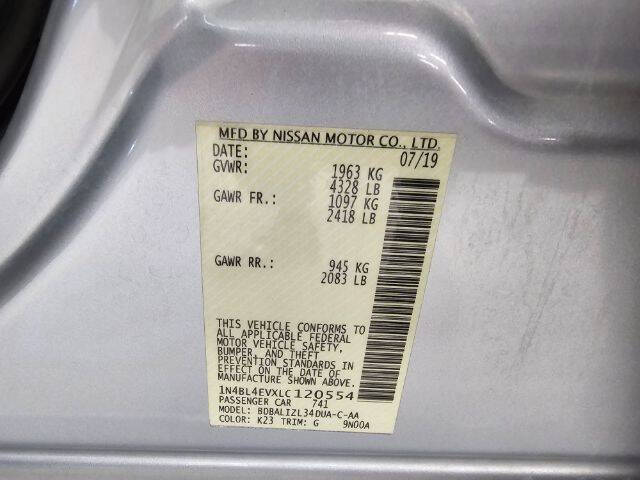 MFD BY NISSAN MOTOR CO., LTD.
DATE: 07/19
GVWR: 1963 KG
4328 LB
GAWR FR.: 1097 KG
2418 LB
GAWR RR.: 945 KG
2083 LB
THIS VEHICLE CONFORMS TO
ALL APPLICABLE FEDERAL
MOTOR VEHICLE SAFETY,
BUMPER, AND THEFT
PREVENTION STANDARDS IN
EFFECT ON THE DATE OF
MANUFACTURE SHOWN ABOVE.
1N4BL4EVXLC120554
PASSENGER CAR 741
MODEL: BDBALIZL34DUA-C-AA
COLOR: K23 TRIM: G 9N00A